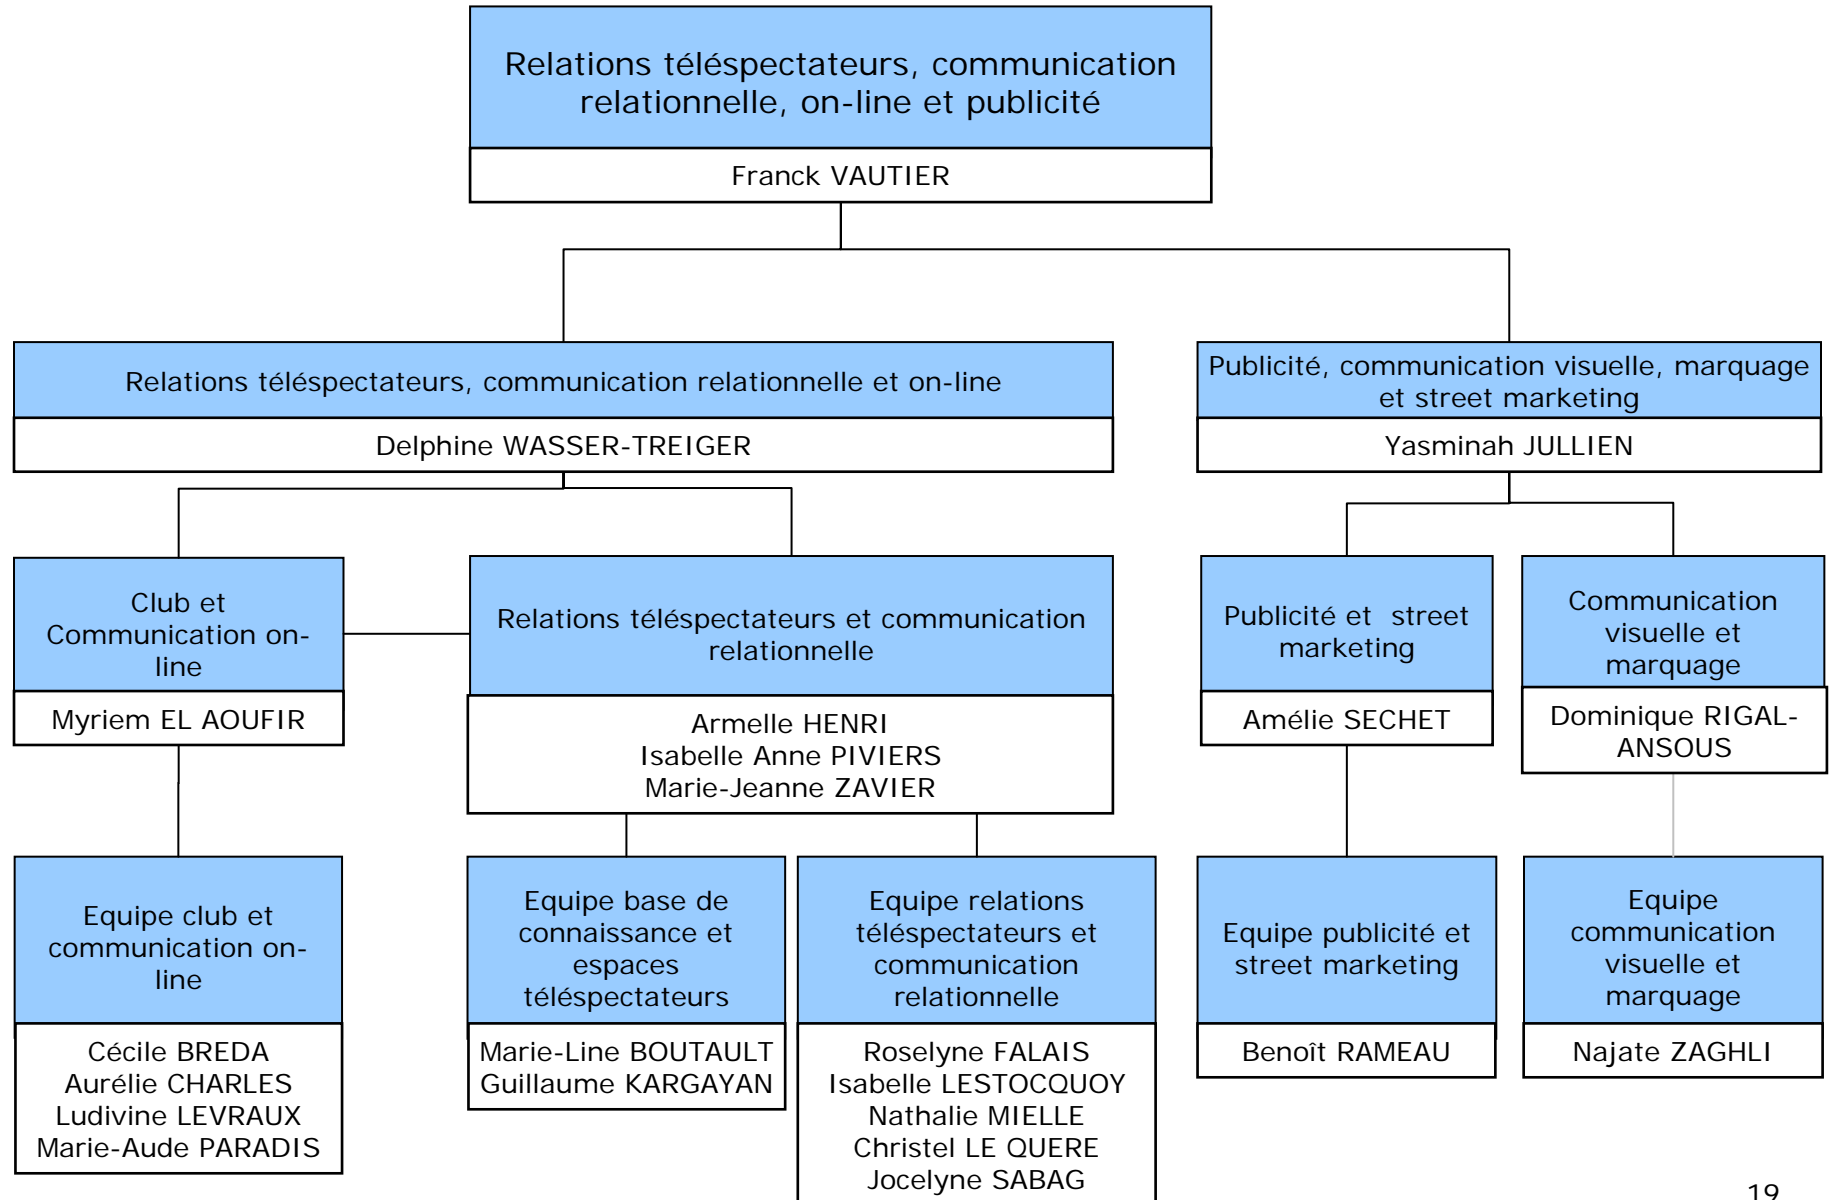 Relations téléspectateurs, communication
relationnelle, on-line et publicité
Franck VAUTIER
Relations téléspectateurs, communication relationnelle et on-line
Delphine WASSER-TREIGER
Publicité, communication visuelle, marquage
et street marketing
Yasminah JULLIEN
Club et
Communication on-
line
Myriem EL AOUFIR
Relations téléspectateurs et communication
relationnelle
Armelle HENRI
Isabelle Anne PIVIERS
Marie-Jeanne ZAVIER
Publicité et  street
marketing
Amélie SECHET
Communication
visuelle et
marquage
Dominique RIGAL-
ANSOUS
Equipe club et
communication on-
line
Cécile BREDA
Aurélie CHARLES
Ludivine LEVRAUX
Marie-Aude PARADIS
Equipe base de
connaissance et
espaces
téléspectateurs
Marie-Line BOUTAULT
Guillaume KARGAYAN
Equipe relations
téléspectateurs et
communication
relationnelle
Roselyne FALAIS
Isabelle LESTOCQUOY
Nathalie MIELLE
Christel LE QUERE
Jocelyne SABAG
Equipe publicité et
street marketing
Benoît RAMEAU
Equipe
communication
visuelle et
marquage
Najate ZAGHLI
19